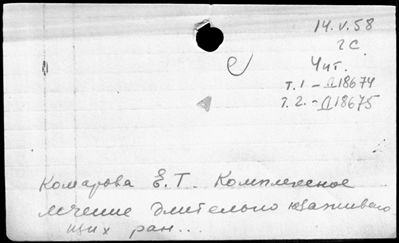 14.V.58
2 с.
Чит.
т.1 - Д18674
т.2. - Д18675
е
Комарова Е.Т. Комплексное
лечение длительно незаживаю
щих ран...